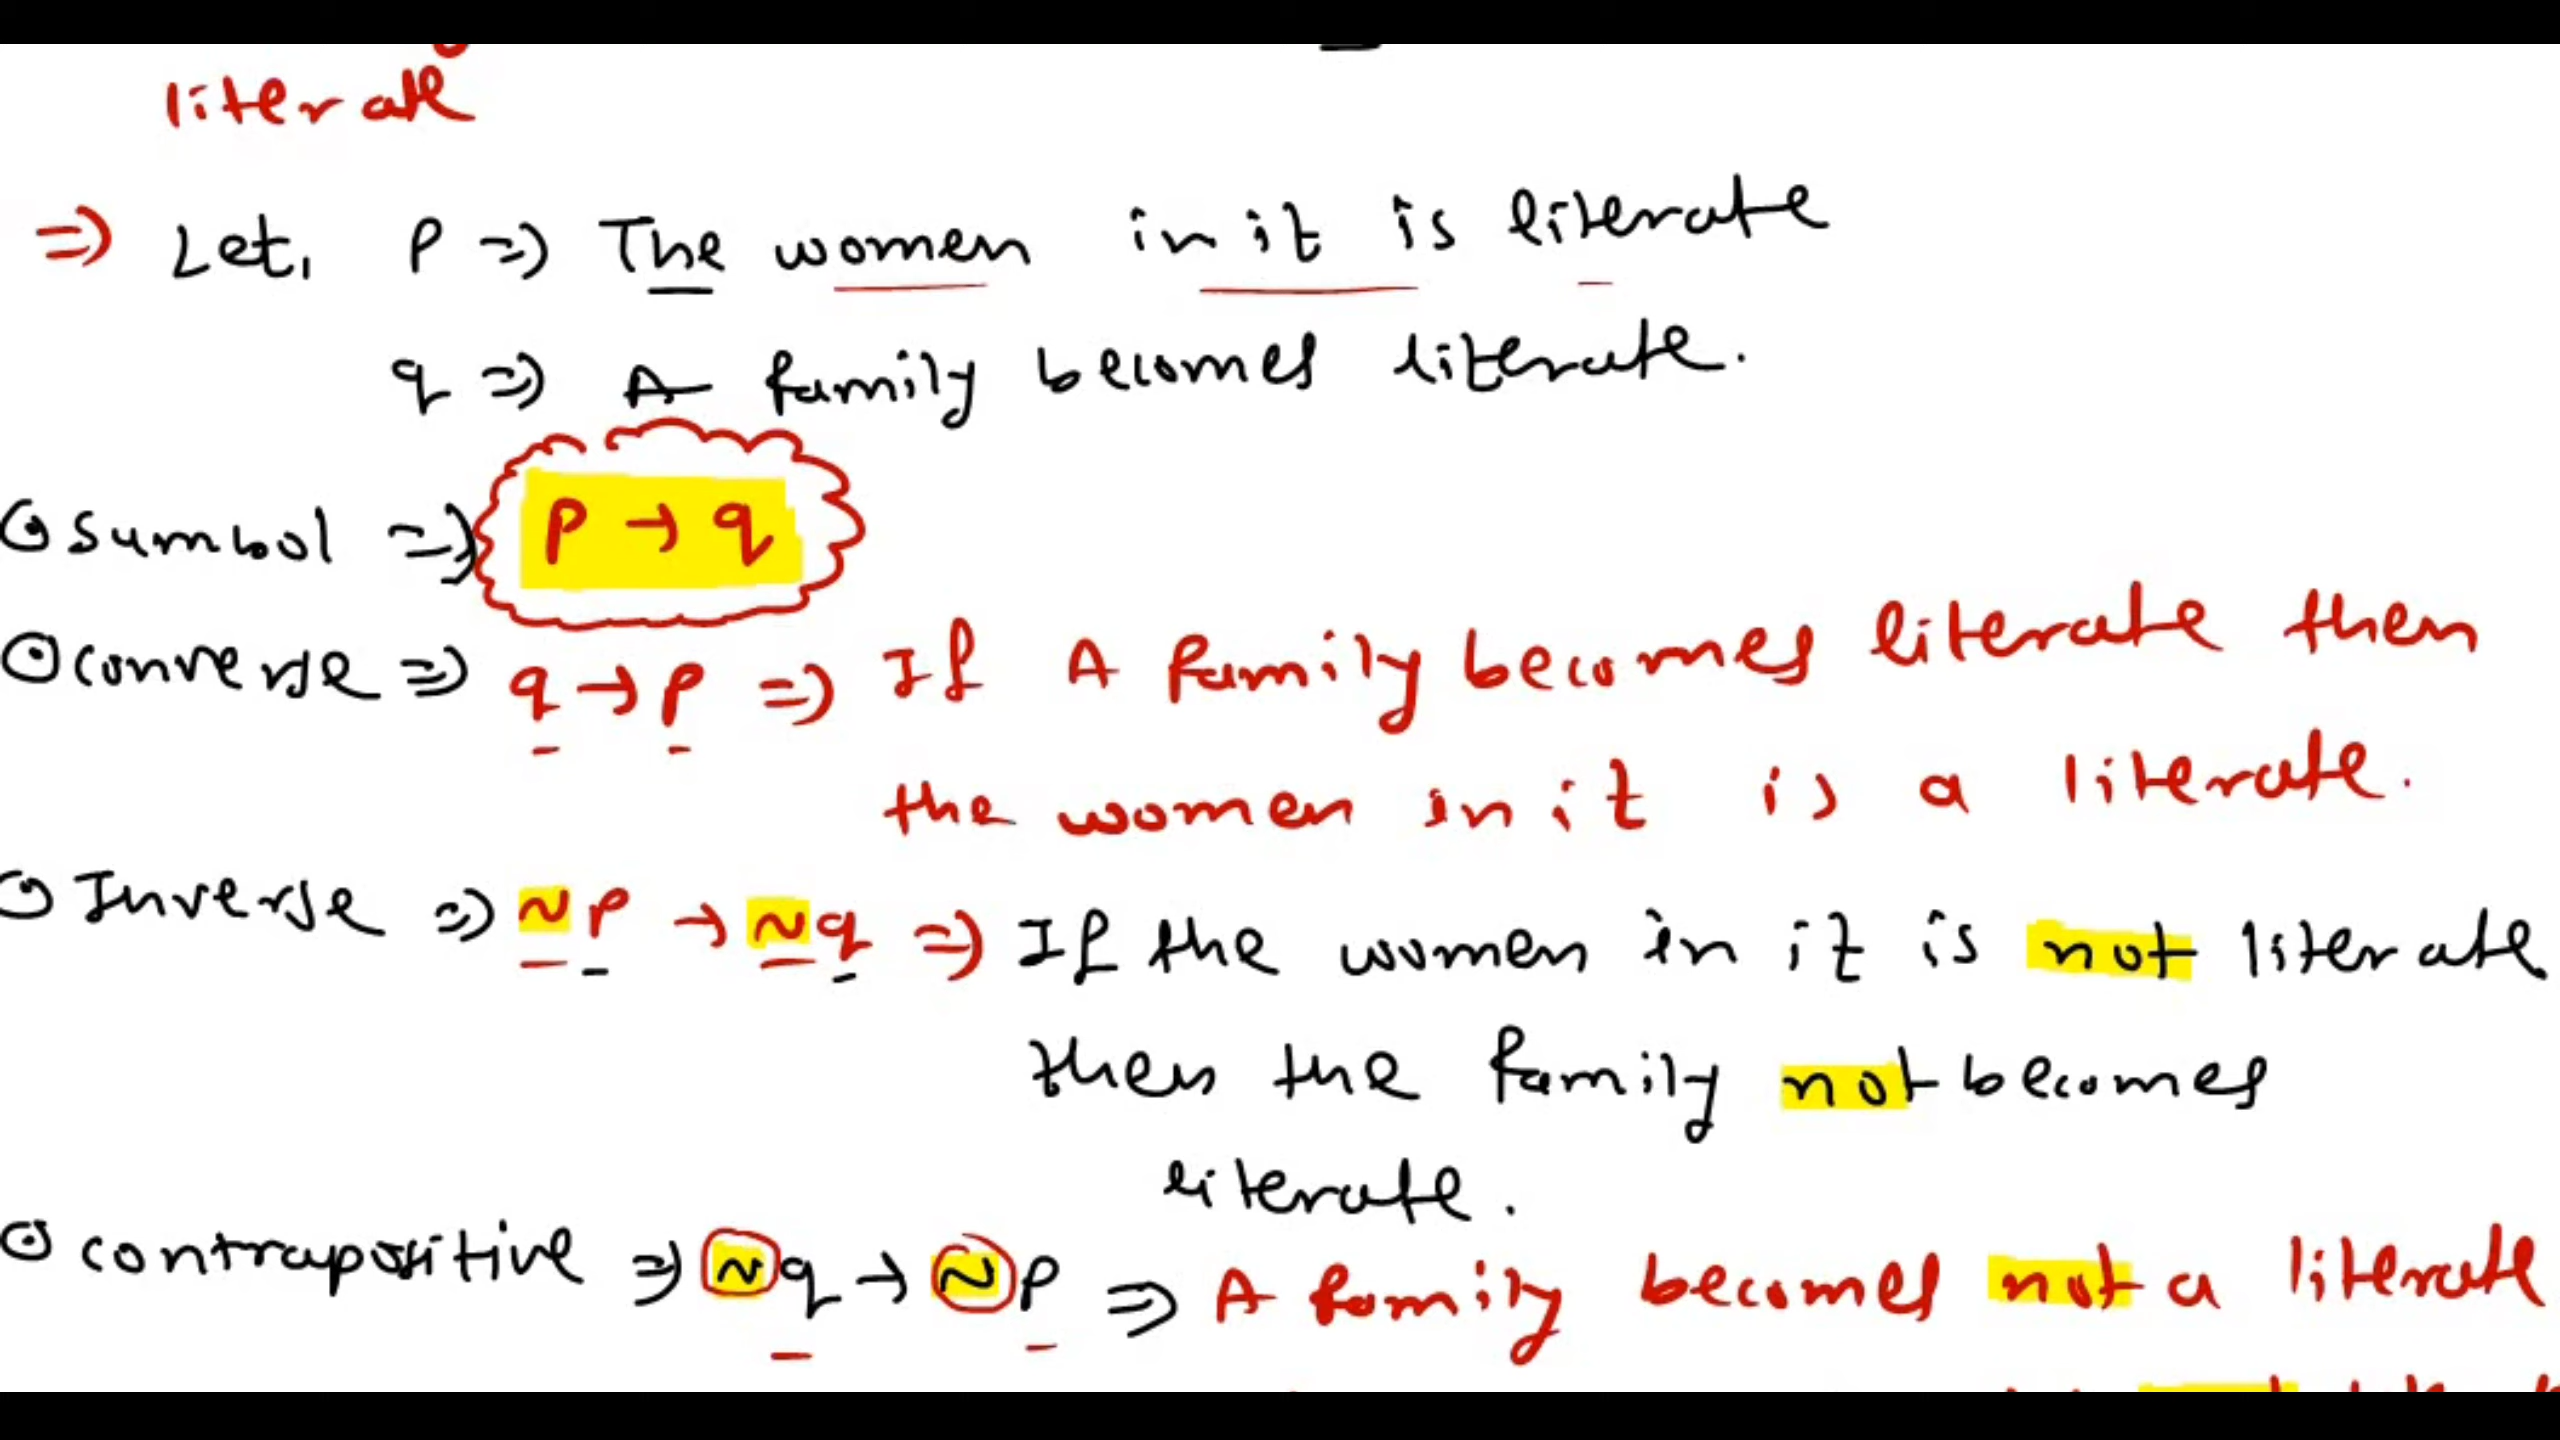 literate
⇒ Let, P ⇒ The women in it is literate
q ⇒ A family becomes literate.
⊙ Sumbol ⇒ P → q
⊙ converse ⇒ q → p ⇒ If A family becomes literate then
the women in it is a literate.
⊙ Inverse ⇒ ~p → ~q ⇒ If the women in it is not literate
then the family not becomes
literate.
⊙ contrapositive ⇒ ~q → ~p ⇒ A family becomes not a literate